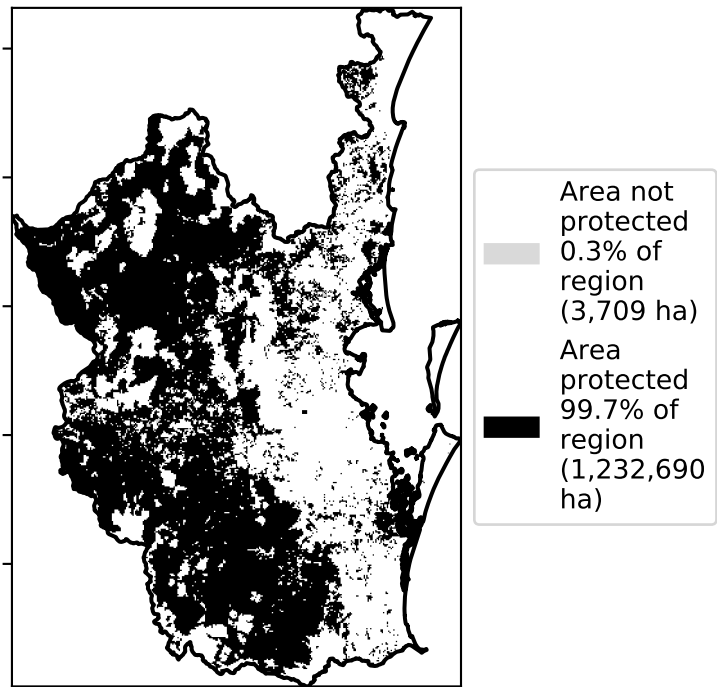 Area not
protected
0.3% of
region
(3,709 ha)
Area
protected
99.7% of
region
(1,232,690
ha)